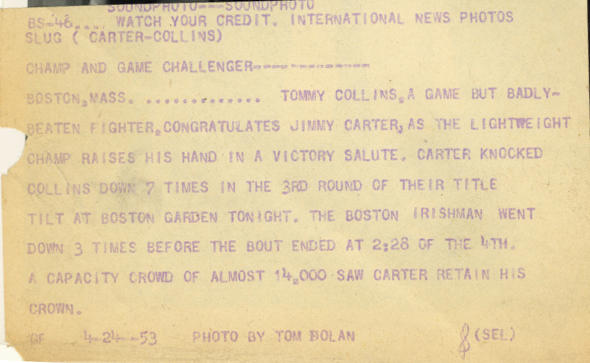 SOUNDPHOTO---SOUNDPHOTO
BS-46.... WATCH YOUR CREDIT. INTERNATIONAL NEWS PHOTOS
SLUG ( CARTER-COLLINS)
CHAMP AND GAME CHALLENGER---------------
BOSTON,MASS. ............. TOMMY COLLINS,A GAME BUT BADLY-
BEATEN FIGHTER,CONGRATULATES JIMMY CARTER,AS THE LIGHTWEIGHT
CHAMP RAISES HIS HAND IN A VICTORY SALUTE. CARTER KNOCKED
COLLINS DOWN 7 TIMES IN THE 3RD ROUND OF THEIR TITLE
TILT AT BOSTON GARDEN TONIGHT. THE BOSTON IRISHMAN WENT
DOWN 3 TIMES BEFORE THE BOUT ENDED AT 2:28 OF THE 4TH.
A CAPACITY CROWD OF ALMOST 14,000 SAW CARTER RETAIN HIS
CROWN.
GF 4-24-53 PHOTO BY TOM BOLAN (SEL)